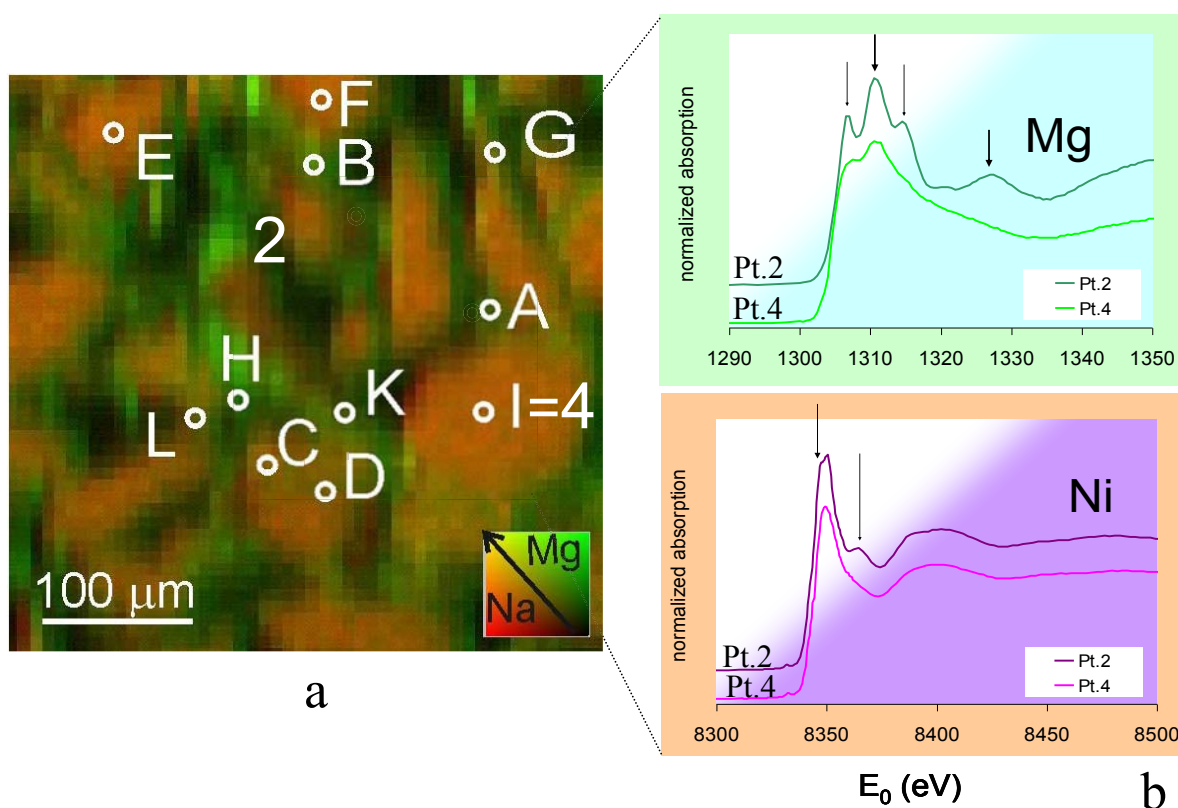 F
E
B
G
2
A
H
K
I=4
L
C
D
100 µm
Mg
Na
a
normalized absorption
Mg
Pt.2
Pt.4
Pt.2
Pt.4
1290 1300 1310 1320 1330 1340 1350
normalized absorption
Ni
Pt.2
Pt.4
Pt.2
Pt.4
8300 8350 8400 8450 8500
E₀ (eV)
b